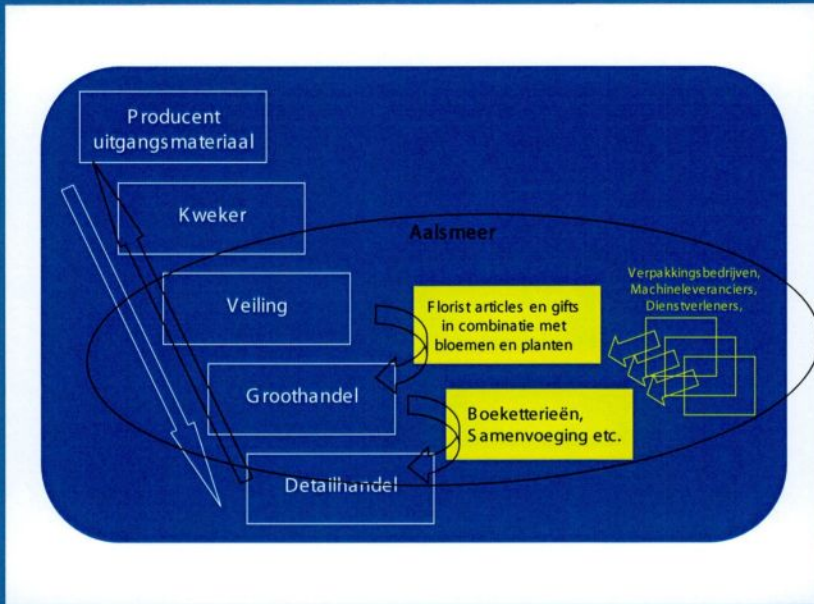 Producent
uitgangsmateriaal
Kweker
Aalsmeer
Veiling
Florist articles en gifts
in combinatie met
bloemen en planten
Verpakkingsbedrijven,
Machineleveranciers,
Dienstverleners,
Groothandel
Boeketterieën,
Samenvoeging etc.
Detailhandel